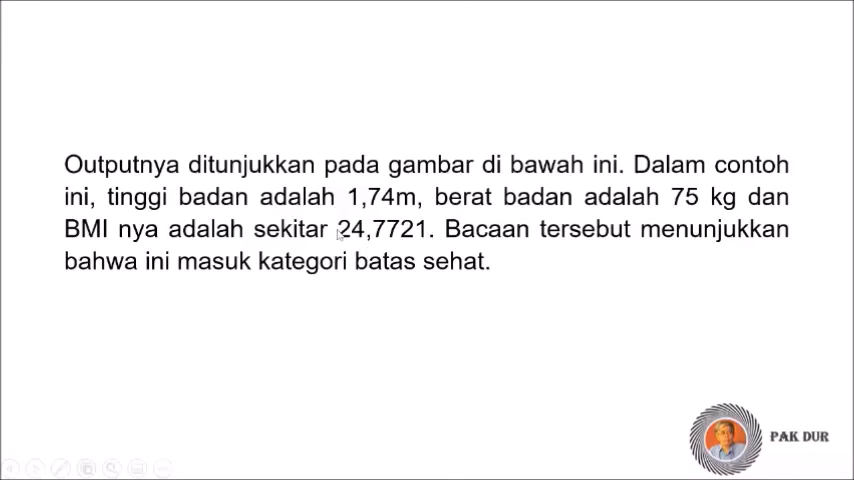 Outputnya ditunjukkan pada gambar di bawah ini. Dalam contoh
ini, tinggi badan adalah 1,74m, berat badan adalah 75 kg dan
BMI nya adalah sekitar 24,7721. Bacaan tersebut menunjukkan
bahwa ini masuk kategori batas sehat.
PAK DUR